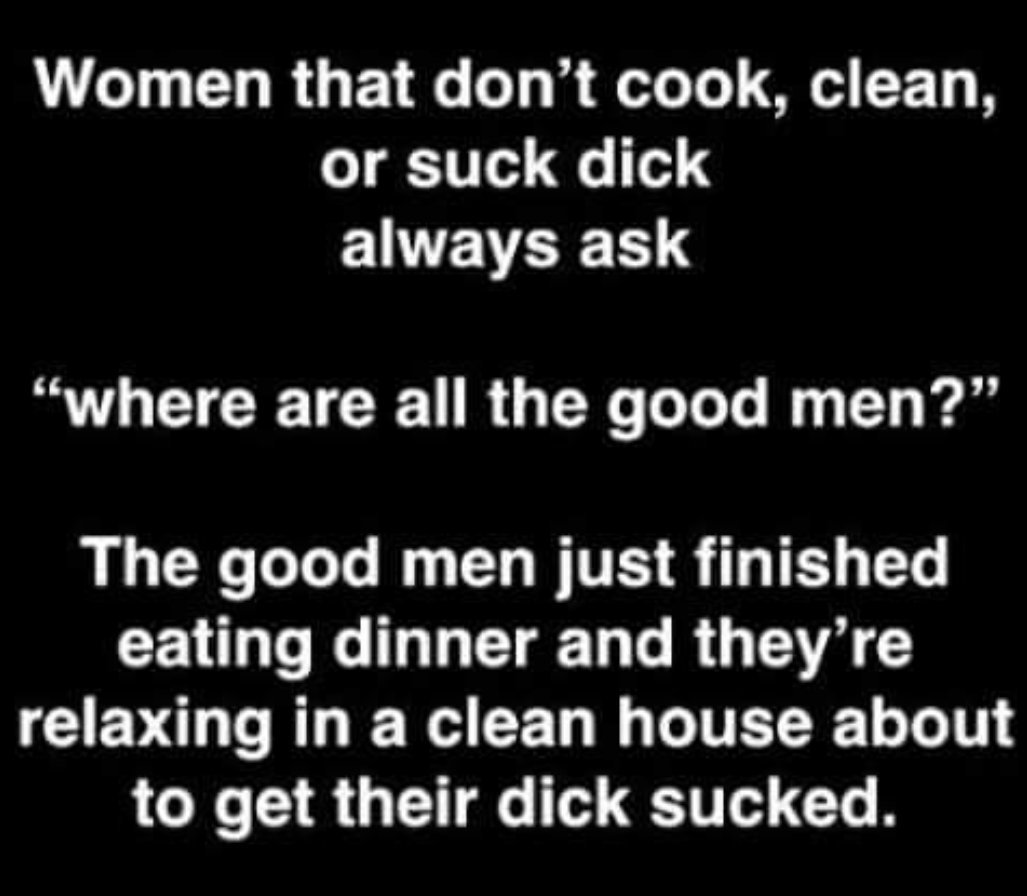 Women that don’t cook, clean,
or suck dick
always ask
“where are all the good men?”
The good men just finished
eating dinner and they’re
relaxing in a clean house about
to get their dick sucked.